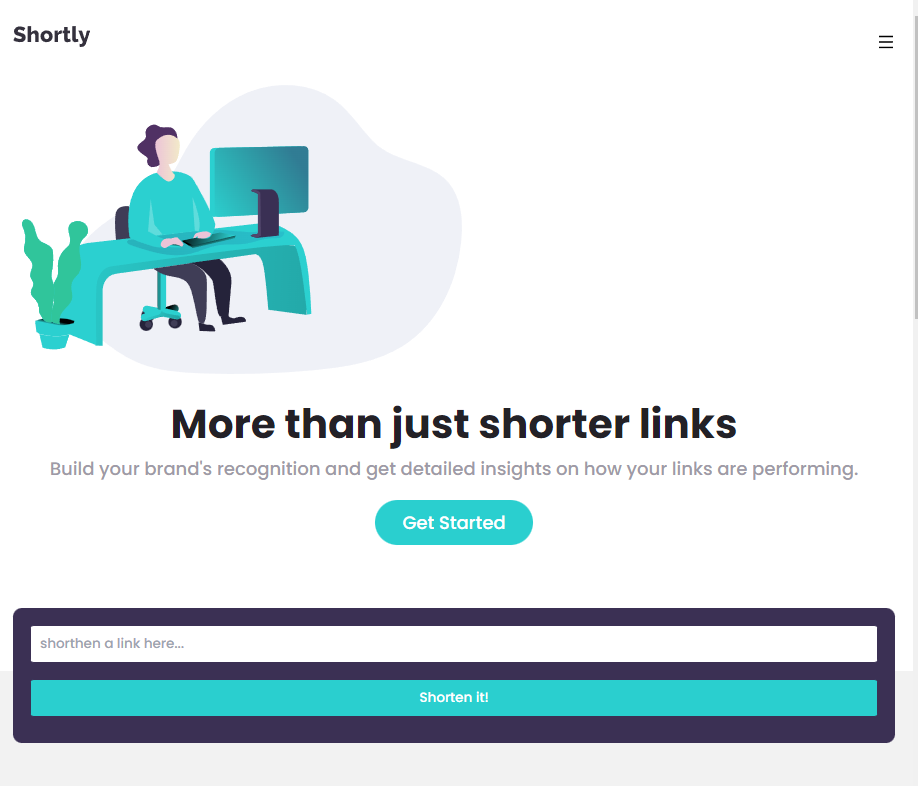 Shortly
More than just shorter links
Build your brand's recognition and get detailed insights on how your links are performing.
Get Started
shorthen a link here...
Shorten it!